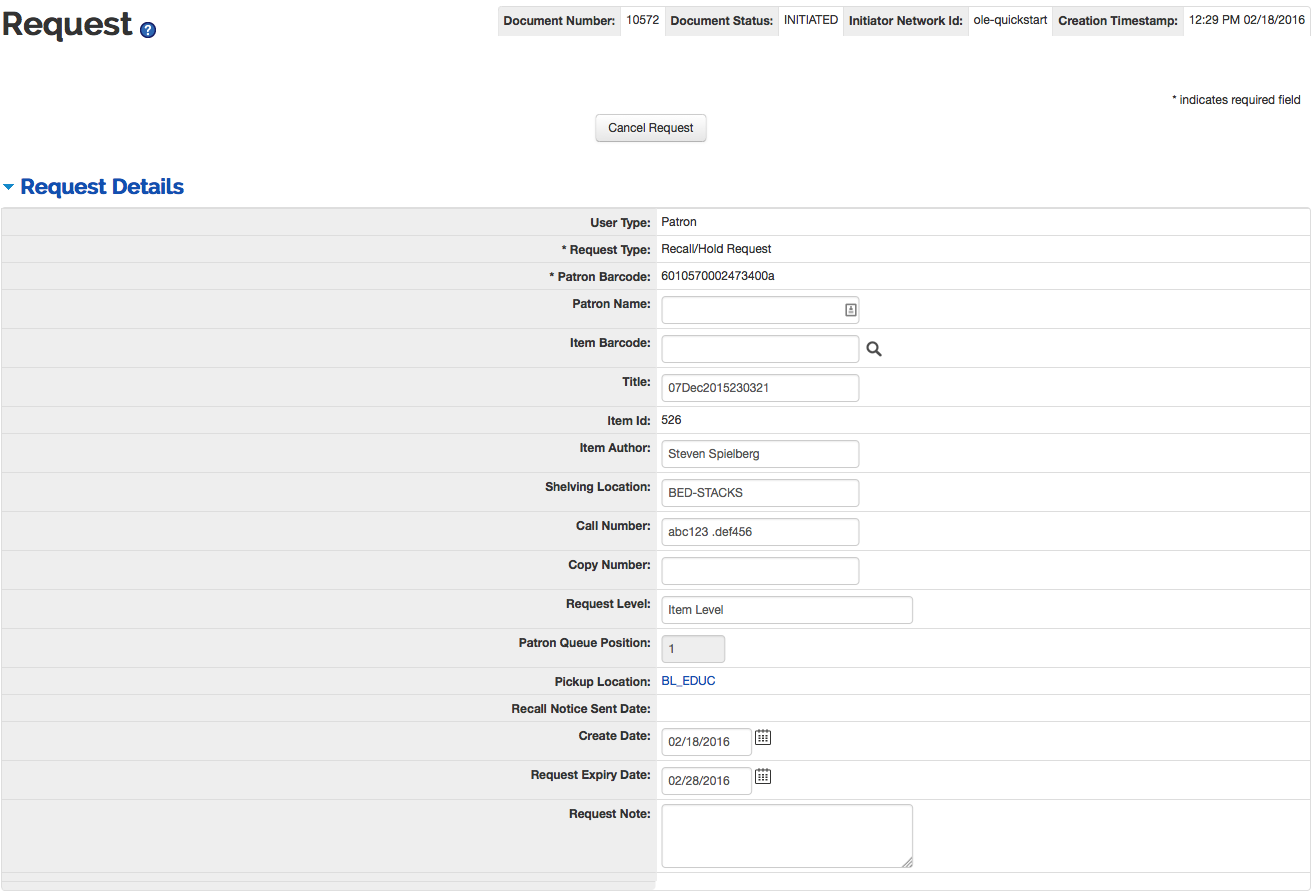 Request ?
Document Number: 10572 Document Status: INITIATED Initiator Network Id: ole-quickstart Creation Timestamp: 12:29 PM 02/18/2016
* indicates required field
Cancel Request
Request Details
User Type: Patron
* Request Type: Recall/Hold Request
* Patron Barcode: 6010570002473400a
Patron Name:
Item Barcode:
Title: 07Dec2015230321
Item Id: 526
Item Author: Steven Spielberg
Shelving Location: BED-STACKS
Call Number: abc123 .def456
Copy Number:
Request Level: Item Level
Patron Queue Position: 1
Pickup Location: BL_EDUC
Recall Notice Sent Date:
Create Date: 02/18/2016
Request Expiry Date: 02/28/2016
Request Note: